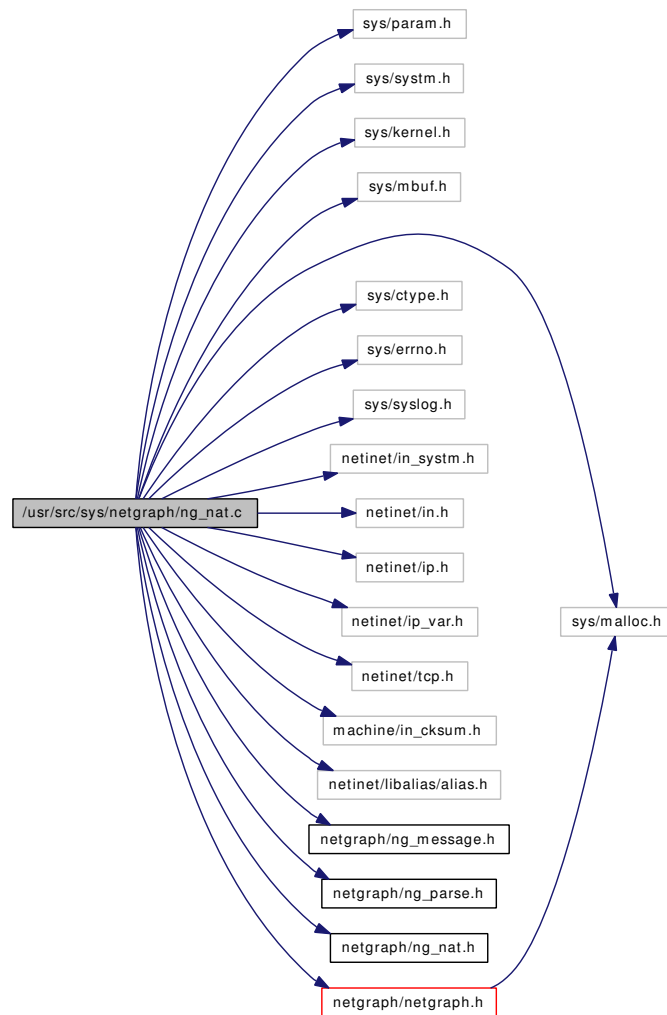 sys/param.h
sys/systm.h
sys/kernel.h
sys/mbuf.h
sys/ctype.h
sys/errno.h
sys/syslog.h
netinet/in_systm.h
/usr/src/sys/netgraph/ng_nat.c
netinet/in.h
netinet/ip.h
netinet/ip_var.h
sys/malloc.h
netinet/tcp.h
machine/in_cksum.h
netinet/libalias/alias.h
netgraph/ng_message.h
netgraph/ng_parse.h
netgraph/ng_nat.h
netgraph/netgraph.h